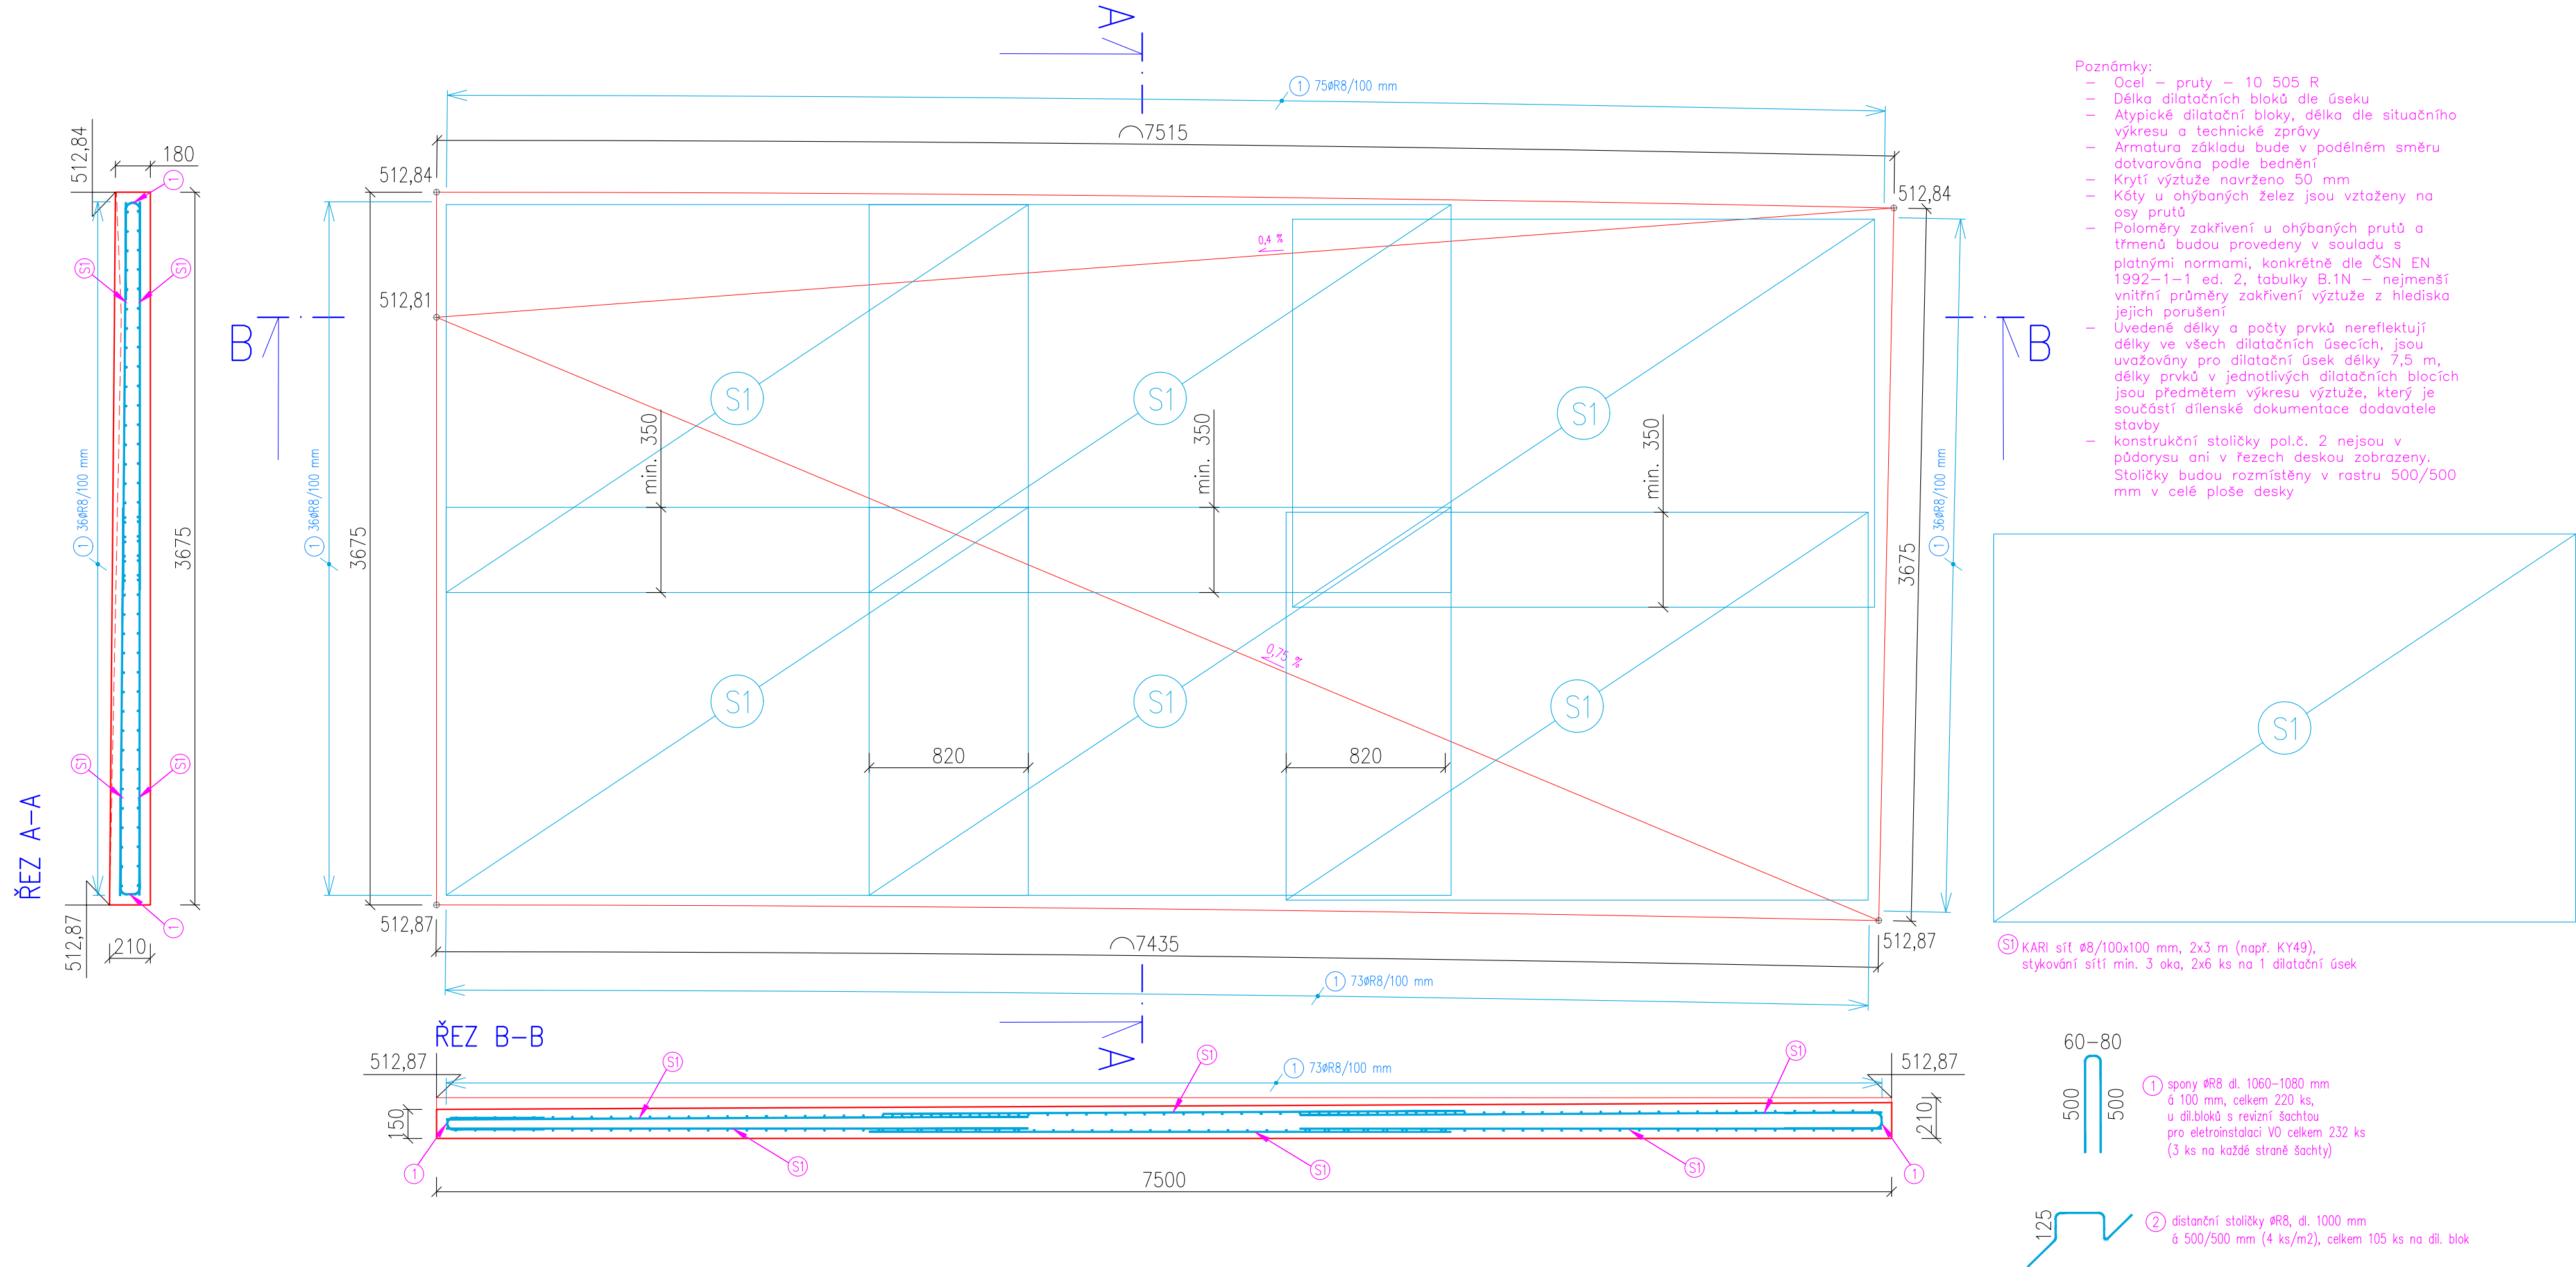 A
1 75øR8/100 mm
7515
512,84
180
1
512,84
512,84
0,4 %
S1
S1
512,81
B
B
S1
S1
S1
min. 350
min. 350
min. 350
1 36øR8/100 mm
1 36øR8/100 mm
3675
3675
1 36øR8/100 mm
3675
0,75 %
S1
S1
S1
820
820
S1
S1
ŘEZ A-A
512,87
210
1
512,87
512,87
7435
1 73øR8/100 mm
A
ŘEZ B-B
512,87
S1
S1
1 73øR8/100 mm
S1
512,87
150
210
1
S1
S1
S1
1
7500
Poznámky:
- Ocel - pruty - 10 505 R
- Délka dilatačních bloků dle úseku
- Atypické dilatační bloky, délka dle situačního
výkresu a technické zprávy
- Armatura základu bude v podélném směru
dotvarována podle bednění
- Krytí výztuže navrženo 50 mm
- Kóty u ohýbaných želez jsou vztaženy na
osy prutů
- Poloměry zakřivení u ohýbaných prutů a
třmenů budou provedeny v souladu s
platnými normami, konkrétně dle ČSN EN
1992-1-1 ed. 2, tabulky B.1N - nejmenší
vnitřní průměry zakřivení výztuže z hlediska
jejich porušení
- Uvedené délky a počty prvků nereflektují
délky ve všech dilatačních úsecích, jsou
uvažovány pro dilatační úsek délky 7,5 m,
délky prvků v jednotlivých dilatačních blocích
jsou předmětem výkresu výztuže, který je
součástí dílenské dokumentace dodavatele
stavby
- konstrukční stoličky pol.č. 2 nejsou v
půdorysu ani v řezech deskou zobrazeny.
Stoličky budou rozmístěny v rastru 500/500
mm v celé ploše desky
S1
S1 KARI síť ø8/100x100 mm, 2x3 m (např. KY49),
stykování sítí min. 3 oka, 2x6 ks na 1 dilatační úsek
60-80
500
500
1 spony øR8 dl. 1060-1080 mm
á 100 mm, celkem 220 ks,
u dil.bloků s revizní šachtou
pro eletroinstalaci VO celkem 232 ks
(3 ks na každé straně šachty)
125
2 distanční stoličky øR8, dl. 1000 mm
á 500/500 mm (4 ks/m2), celkem 105 ks na dil. blok